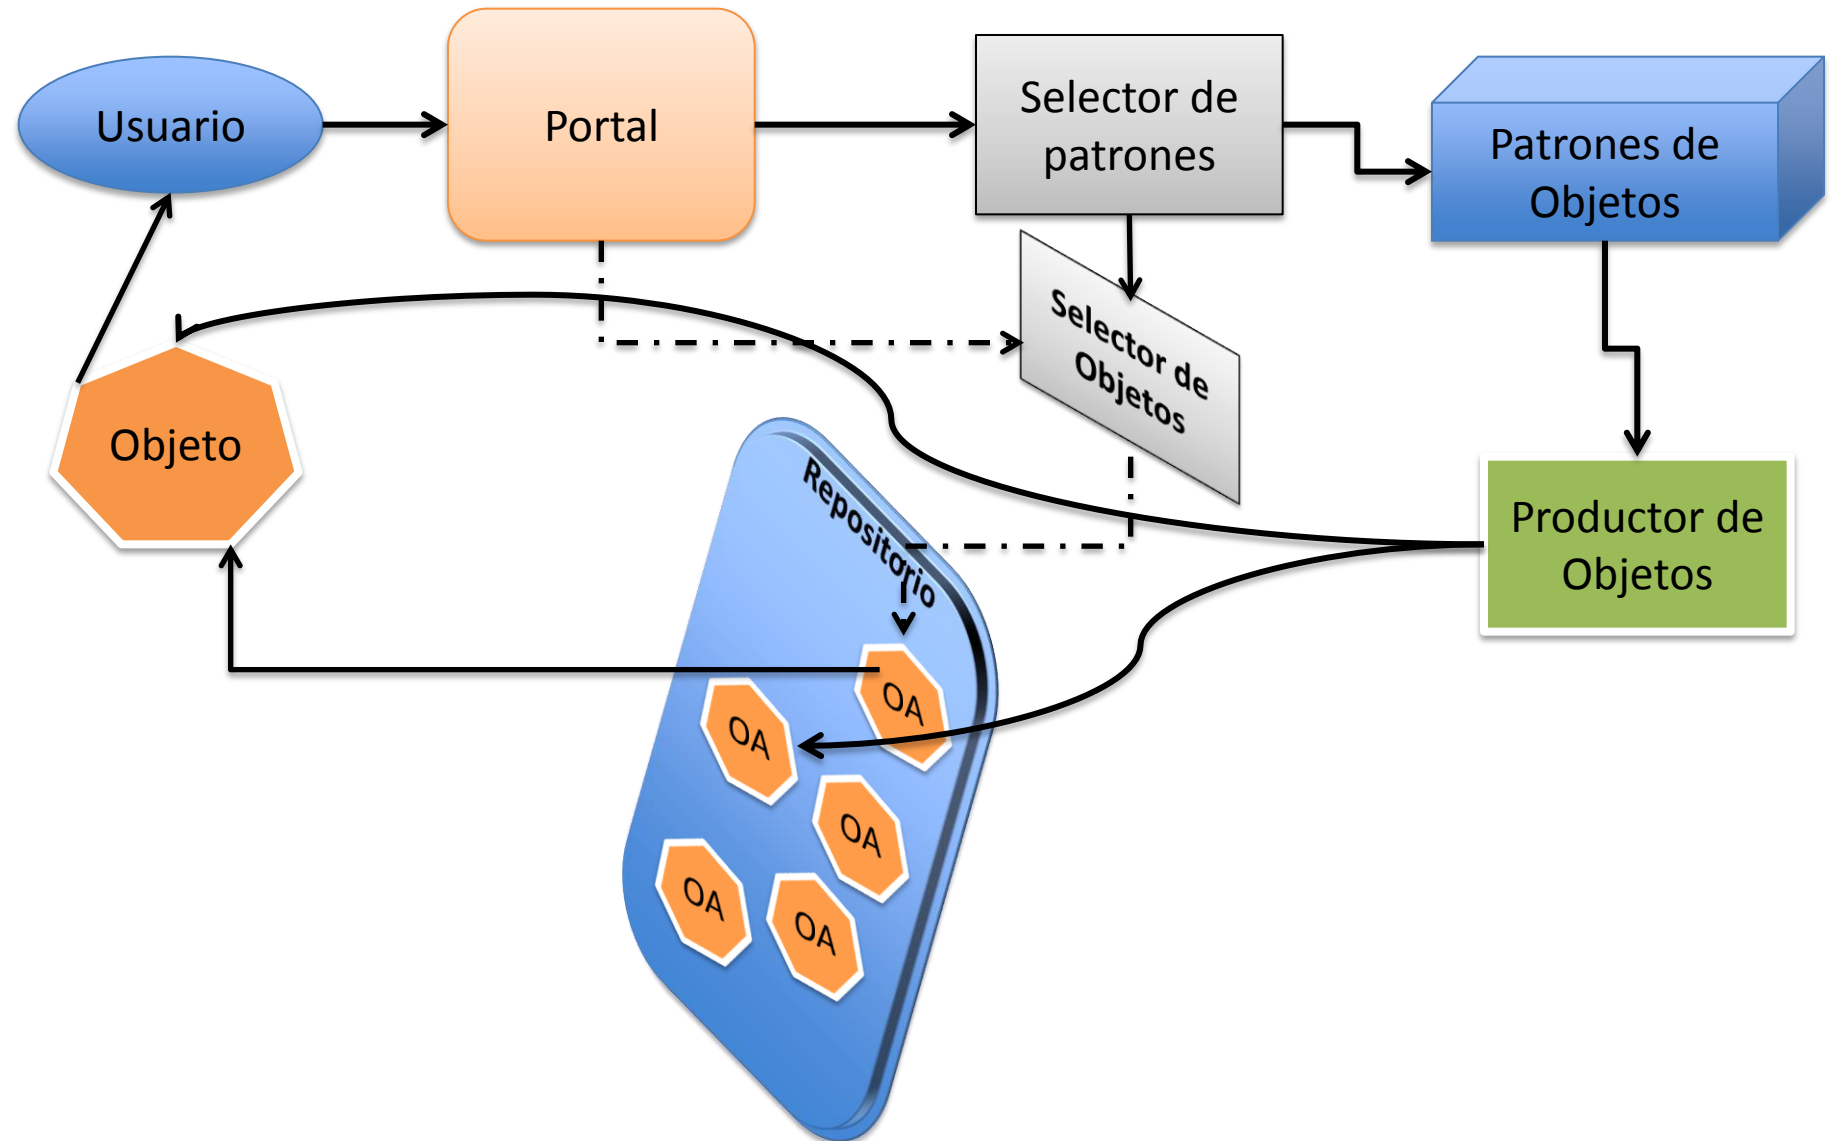 Usuario
Portal
Selector de
patrones
Patrones de
Objetos
Selector de
Objetos
Objeto
Repositorio
Productor de
Objetos
OA
OA
OA
OA
OA